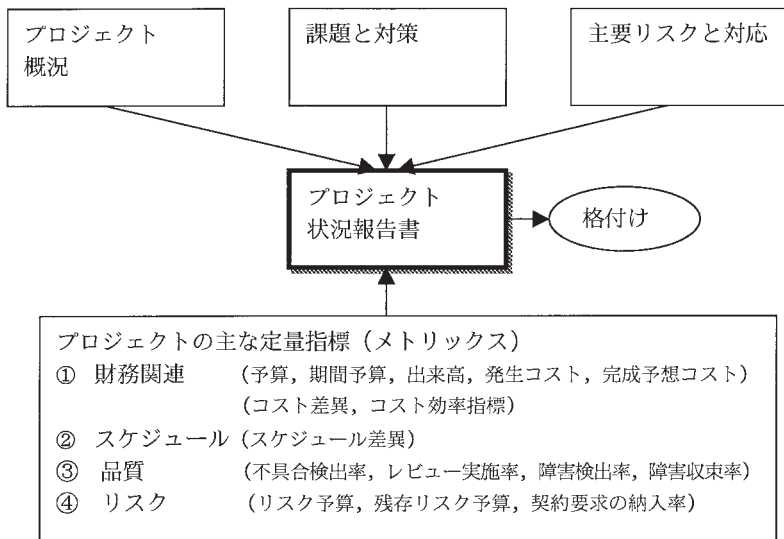 プロジェクト
概況
課題と対策
主要リスクと対応
プロジェクト
状況報告書
格付け
プロジェクトの主な定量指標（メトリックス）
① 財務関連 （予算，期間予算，出来高，発生コスト，完成予想コスト）
（コスト差異，コスト効率指標）
② スケジュール（スケジュール差異）
③ 品質 （不具合検出率，レビュー実施率，障害検出率，障害収束率）
④ リスク （リスク予算，残存リスク予算，契約要求の納入率）